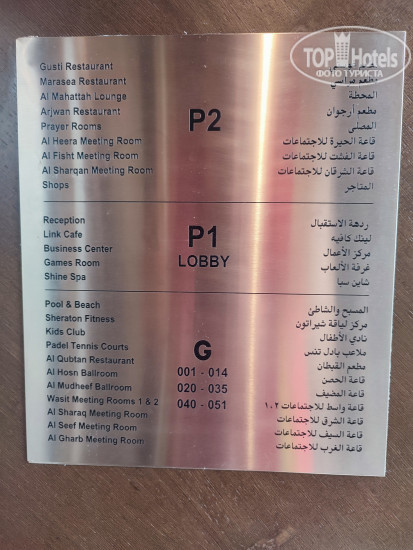 TOP Hotels
ФОТО ТУРИСТА
Gusti Restaurant
Marasea Restaurant
Al Mahattah Lounge
Arjwan Restaurant
Prayer Rooms
Al Heera Meeting Room
Al Fisht Meeting Room
Al Sharqan Meeting Room
Shops
P2
المحطة
مطعم أرجوان
المصلى
قاعة الحيرة للاجتماعات
قاعة الفشت للاجتماعات
قاعة الشرقان للاجتماعات
المتاجر
Reception
Link Cafe
Business Center
Games Room
Shine Spa
P1
LOBBY
ردهة الاستقبال
لينك كافيه
مركز الأعمال
غرفة الألعاب
شاين سبا
Pool & Beach
Sheraton Fitness
Kids Club
Padel Tennis Courts
Al Qubtan Restaurant
Al Hosn Ballroom
Al Mudheef Ballroom
Wasit Meeting Rooms 1 & 2
Al Sharaq Meeting Room
Al Seef Meeting Room
Al Gharb Meeting Room
G
001 - 014
020 - 035
040 - 051
المسبح والشاطئ
مركز لياقة شيراتون
نادي الأطفال
ملاعب بادل تنس
مطعم القبطان
قاعة الحصن
قاعة المضيف
قاعة واسط للاجتماعات ١،٢
قاعة الشرق للاجتماعات
قاعة السيف للاجتماعات
قاعة الغرب للاجتماعات